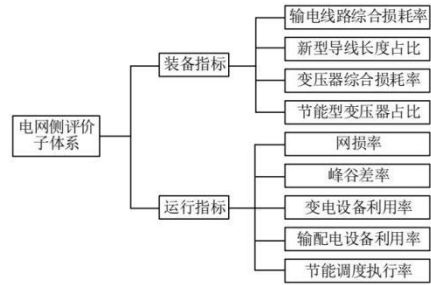 电网侧评价
子体系
装备指标
输电线路综合损耗率
新型导线长度占比
变压器综合损耗率
节能型变压器占比
运行指标
网损率
峰谷差率
变电设备利用率
输配电设备利用率
节能调度执行率